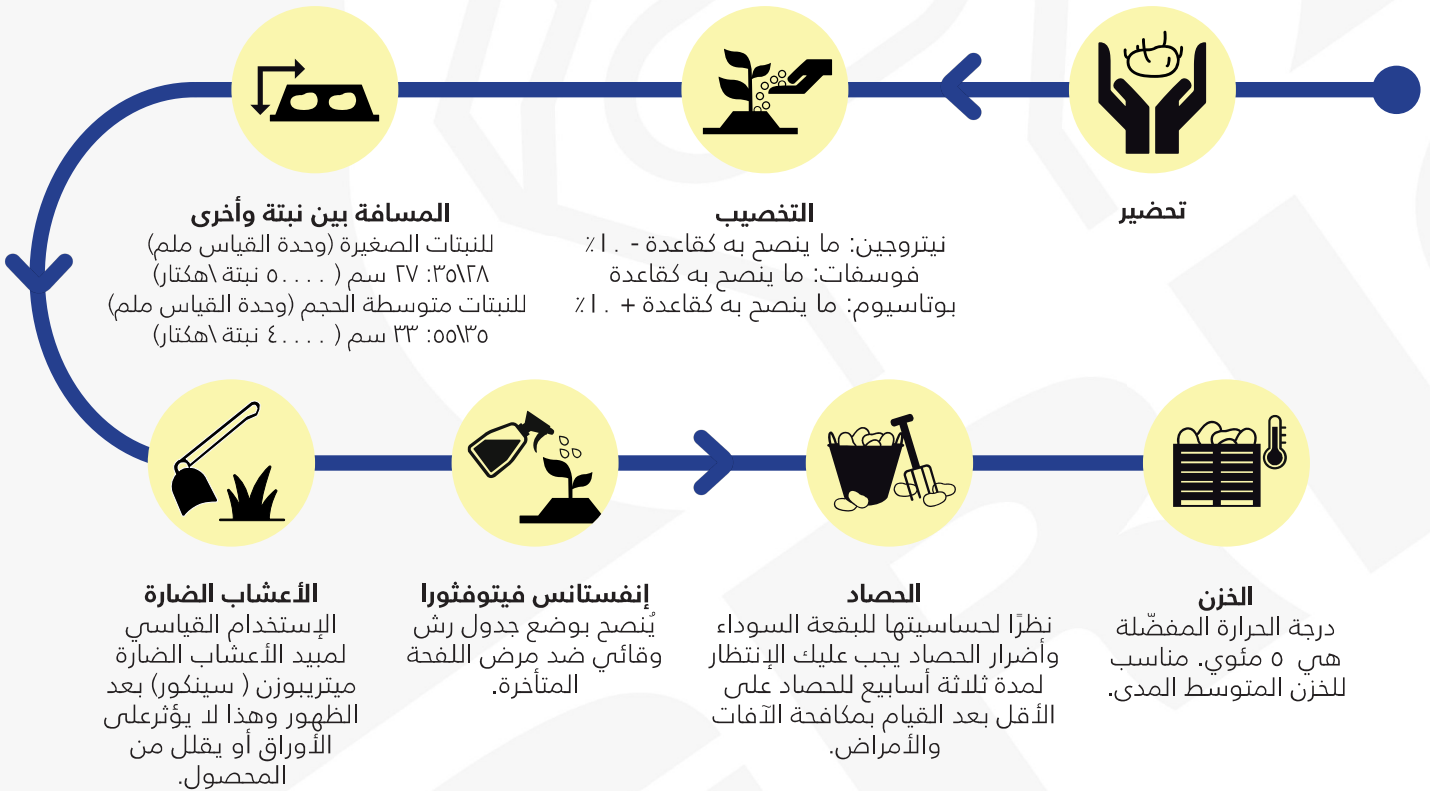 تحضير
التخصيب
نيتروجين: ما ينصح به كقاعدة - ١٠٪
فوسفات: ما ينصح به كقاعدة
بوتاسيوم: ما ينصح به كقاعدة + ١٠٪
المسافة بين نبتة وأخرى
للنبتات الصغيرة (وحدة القياس ملم)
٣٥\٢٨: ٢٧ سم ( ٥٠٠٠٠ نبتة \هكتار)
للنبتات متوسطة الحجم (وحدة القياس ملم)
٥٥\٣٥: ٣٣ سم ( ٤٠٠٠٠ نبتة \هكتار)
الأعشاب الضارة
الإستخدام القياسي
لمبيد الأعشاب الضارة
ميتريبوزن ( سينكور) بعد
الظهور وهذا لا يؤثرعلى
الأوراق أو يقلل من
المحصول.
إنفستانس فيتوفثورا
يُنصح بوضع جدول رش
وقائي ضد مرض اللفحة
المتأخرة.
الحصاد
نظرًا لحساسيتها للبقعة السوداء
وأضرار الحصاد يجب عليك الإنتظار
لمدة ثلاثة أسابيع للحصاد على
الأقل بعد القيام بمكافحة الآفات
والأمراض.
الخزن
درجة الحرارة المفضّلة
هي ٥ مئوي. مناسب
للخزن المتوسط المدى.